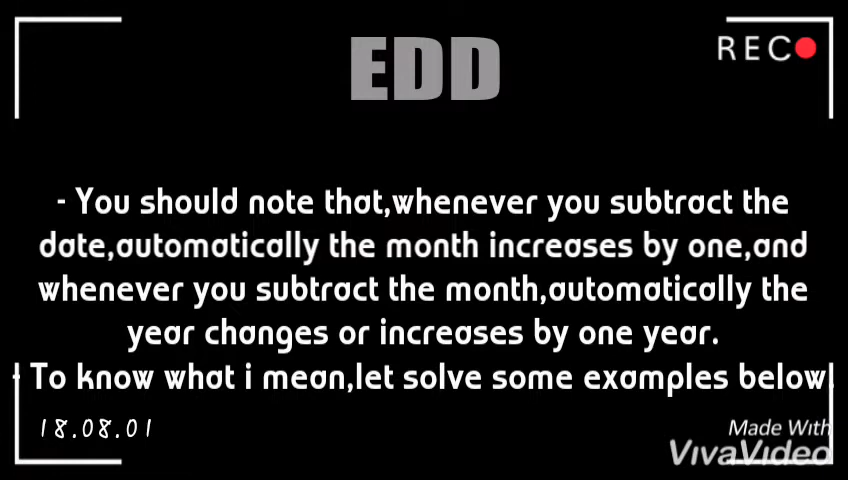 EDD
REC
- You should note that,whenever you subtract the
date,automatically the month increases by one,and
whenever you subtract the month,automatically the
year changes or increases by one year.
- To know what i mean,let solve some examples below.
18.08.01
Made With
VivaVideo